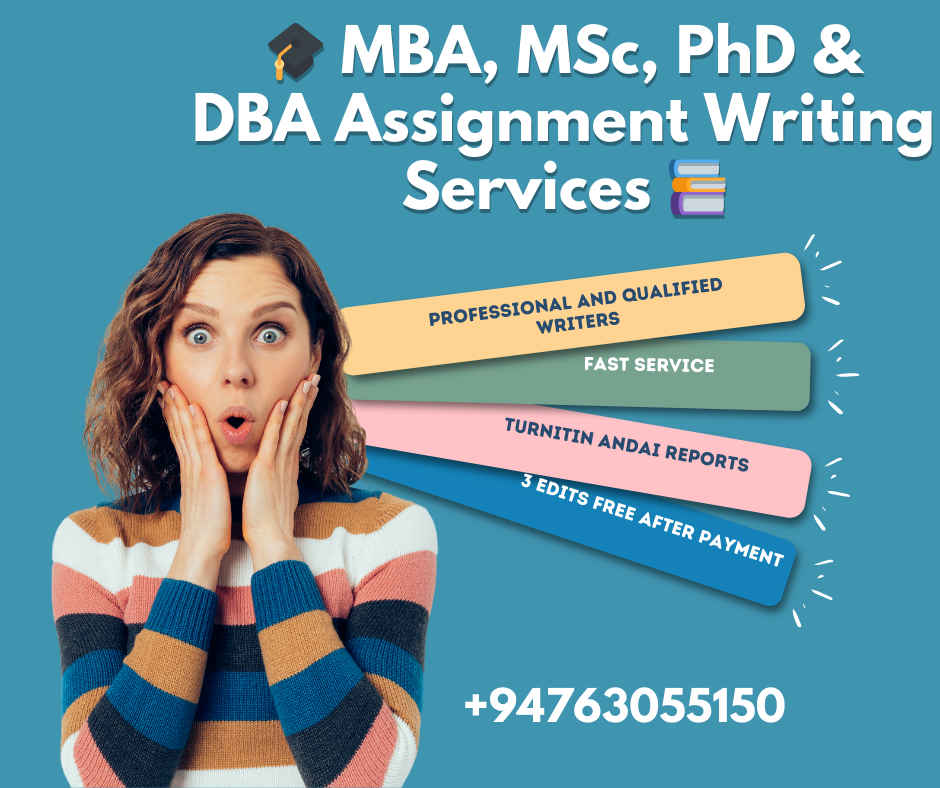 🎓 MBA, MSc, PhD &
DBA Assignment Writing
Services 📚
PROFESSIONAL AND QUALIFIED
WRITERS
FAST SERVICE
TURNITIN ANDAI REPORTS
3 EDITS FREE AFTER PAYMENT
+94763055150